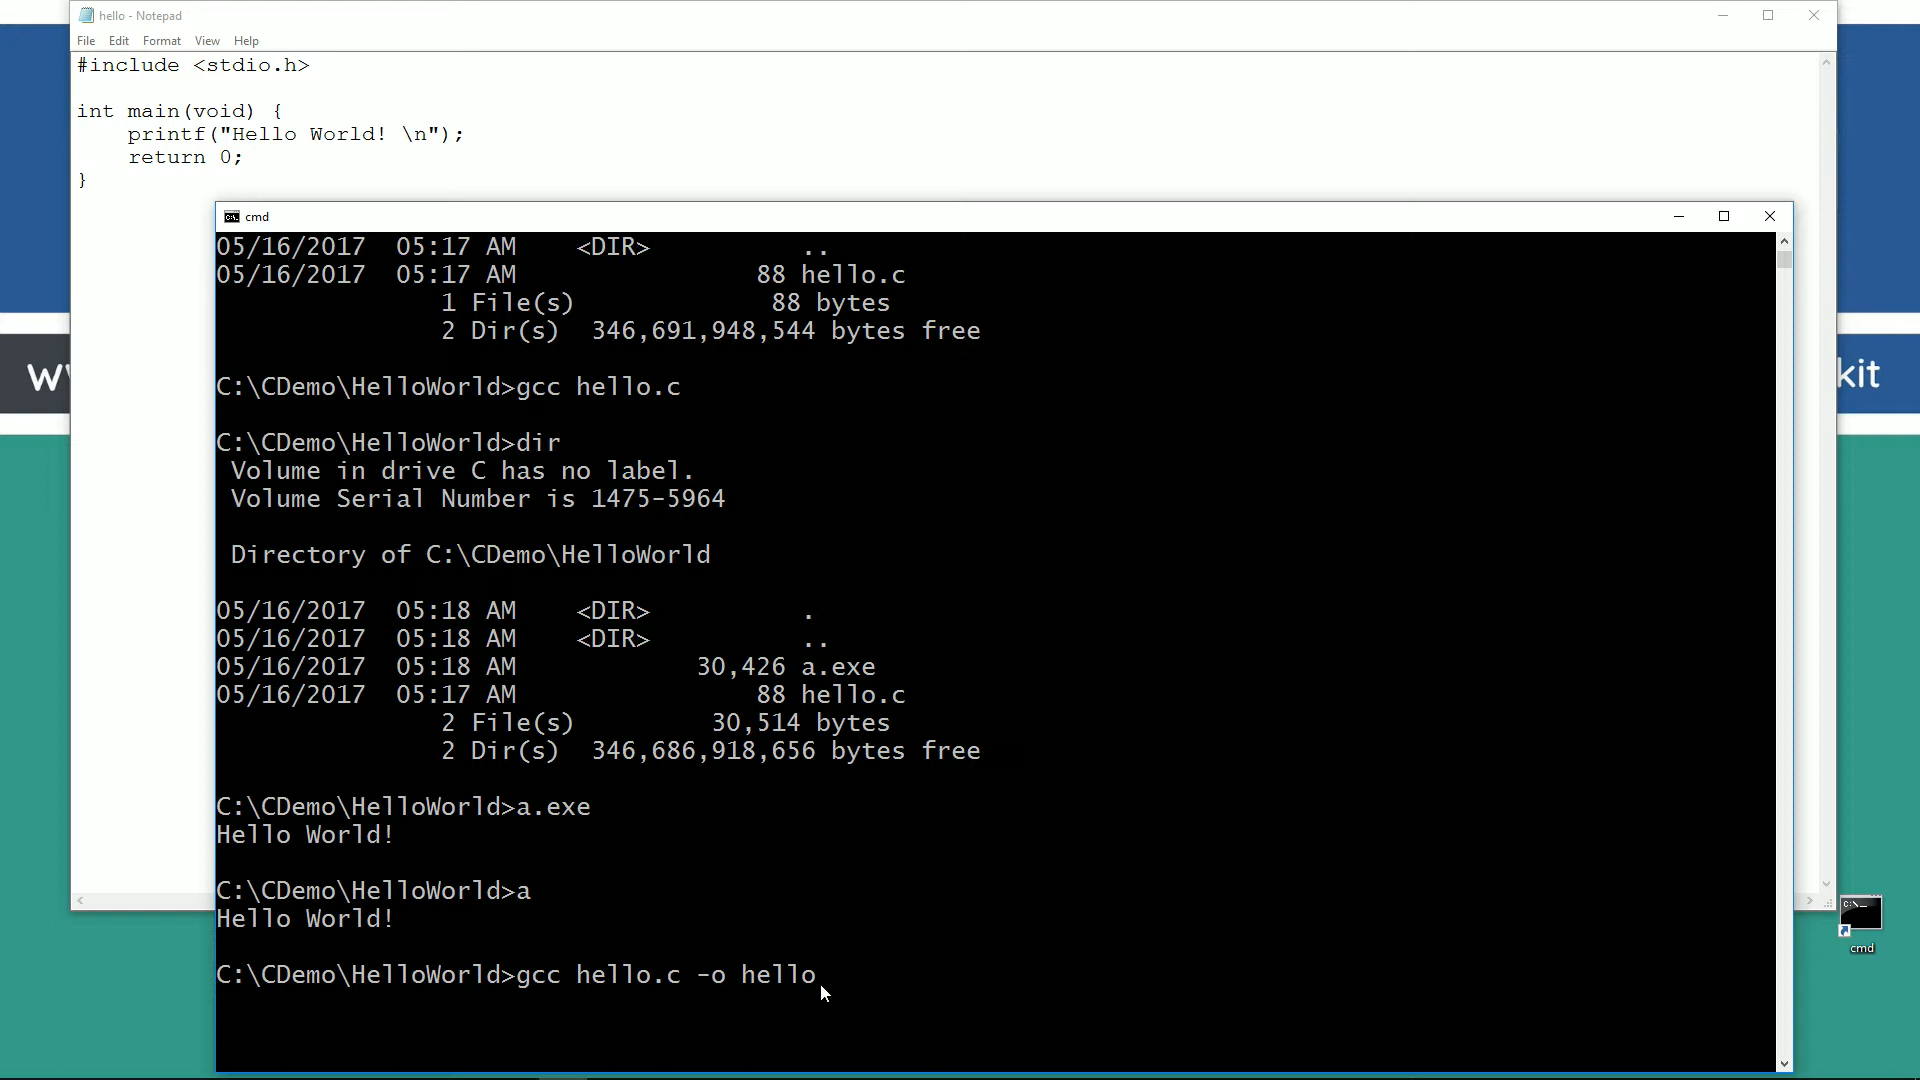 hello - Notepad
File Edit Format View Help
#include <stdio.h>
int main(void) {
printf("Hello World! \n");
return 0;
}
cmd
05/16/2017 05:17 AM <DIR> ..
05/16/2017 05:17 AM 88 hello.c
1 File(s) 88 bytes
2 Dir(s) 346,691,948,544 bytes free
C:\CDemo\HelloWorld>gcc hello.c
C:\CDemo\HelloWorld>dir
Volume in drive C has no label.
Volume Serial Number is 1475-5964
Directory of C:\CDemo\HelloWorld
05/16/2017 05:18 AM <DIR> .
05/16/2017 05:18 AM <DIR> ..
05/16/2017 05:18 AM 30,426 a.exe
05/16/2017 05:17 AM 88 hello.c
2 File(s) 30,514 bytes
2 Dir(s) 346,686,918,656 bytes free
C:\CDemo\HelloWorld>a.exe
Hello World!
C:\CDemo\HelloWorld>a
Hello World!
C:\CDemo\HelloWorld>gcc hello.c -o hello
kit
cmd